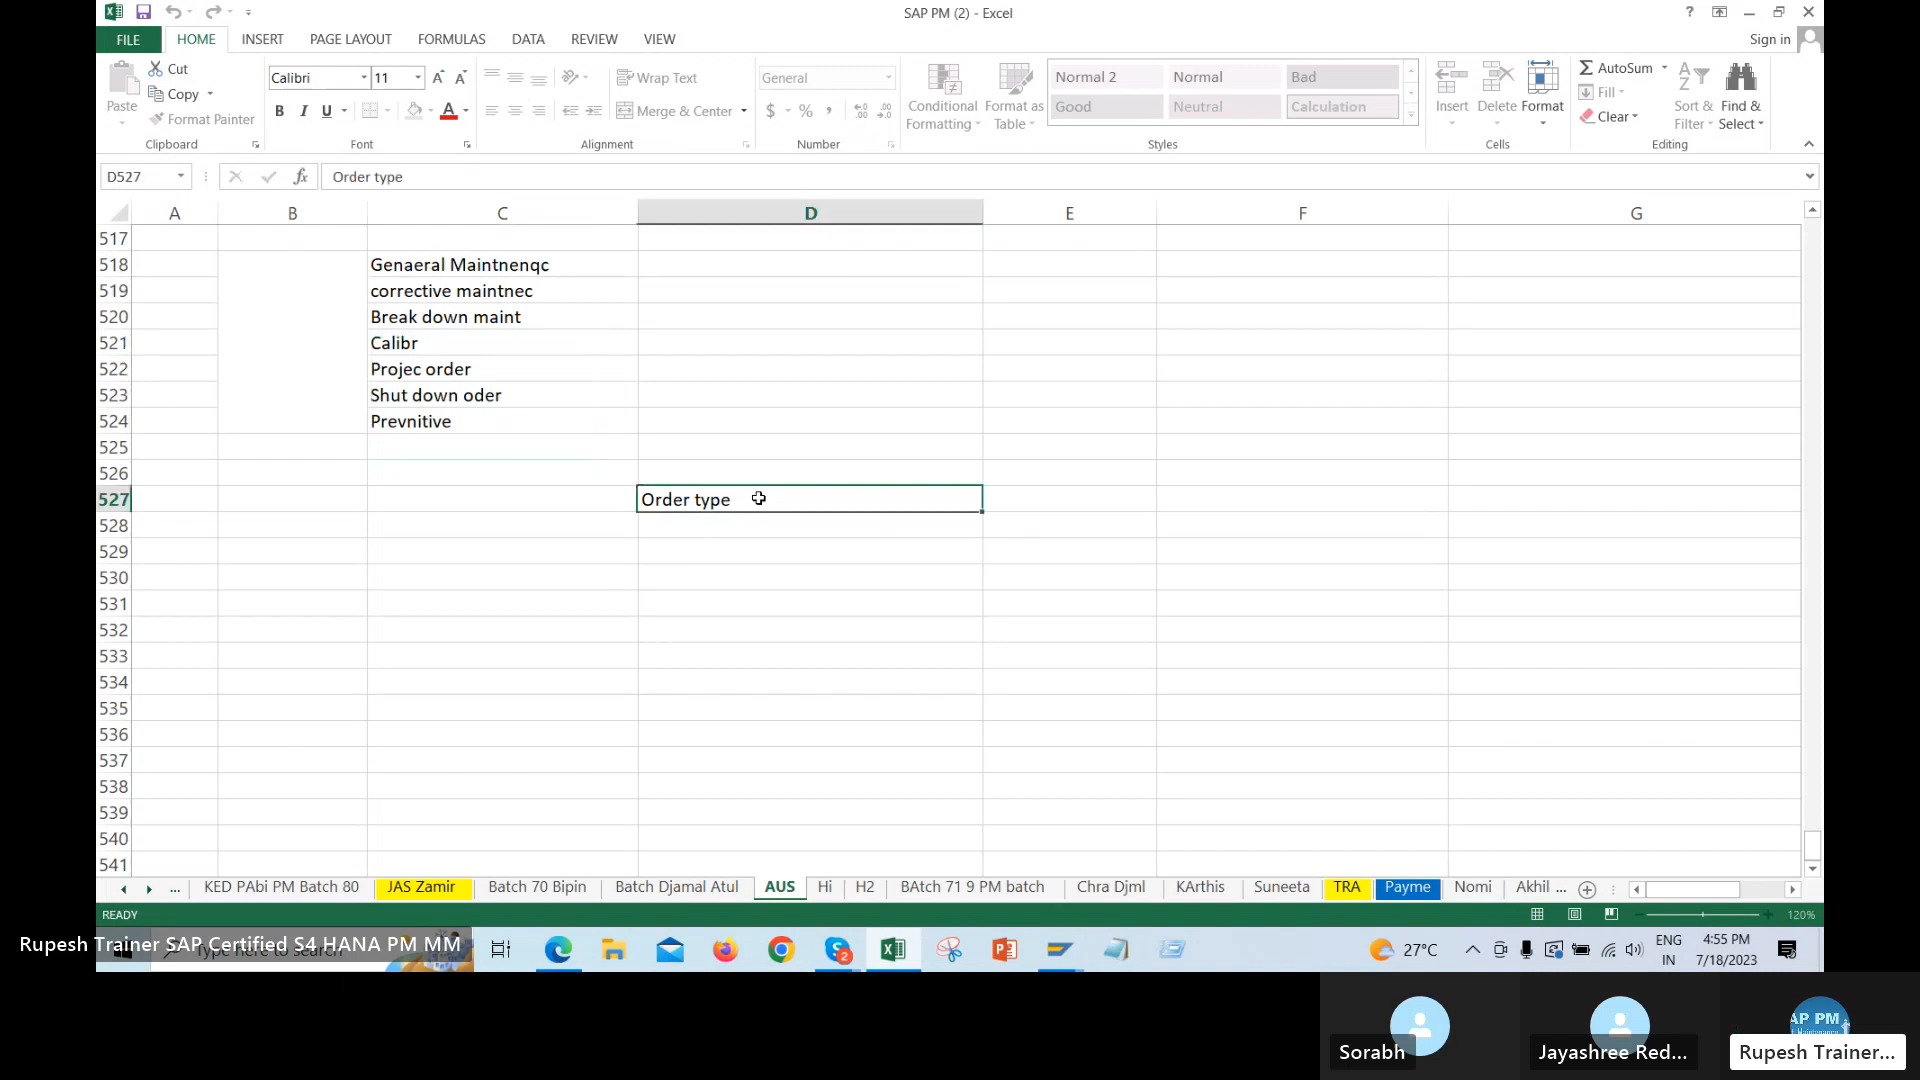 SAP PM (2) - Excel
?
Sign in
FILE HOME INSERT PAGE LAYOUT FORMULAS DATA REVIEW VIEW
Paste
Cut
Copy
Format Painter
Clipboard
Calibri 11
B I U
Font
Wrap Text
Merge & Center
Alignment
General
$ % ,
Number
Conditional Formatting
Format as Table
Normal 2 Normal Bad
Good Neutral Calculation
Styles
Insert Delete Format
Cells
AutoSum
Fill
Clear
Sort & Filter
Find & Select
Editing
D527 fx Order type
A B C D E F G
517
518 Genaeral Maintnenqc
519 corrective maintnec
520 Break down maint
521 Calibr
522 Projec order
523 Shut down oder
524 Prevnitive
525
526
527 Order type
528
529
530
531
532
533
534
535
536
537
538
539
540
541
... KED PAbi PM Batch 80 JAS Zamir Batch 70 Bipin Batch Djamal Atul AUS Hi H2 BAtch 71 9 PM batch Chra Djml KArthis Suneeta TRA Payme Nomi Akhil ...
READY 120%
Rupesh Trainer SAP Certified S4 HANA PM MM
Type here to search
2
27°C
ENG
IN
4:55 PM
7/18/2023
AP PM
Sorabh
Jayashree Red...
Rupesh Trainer...